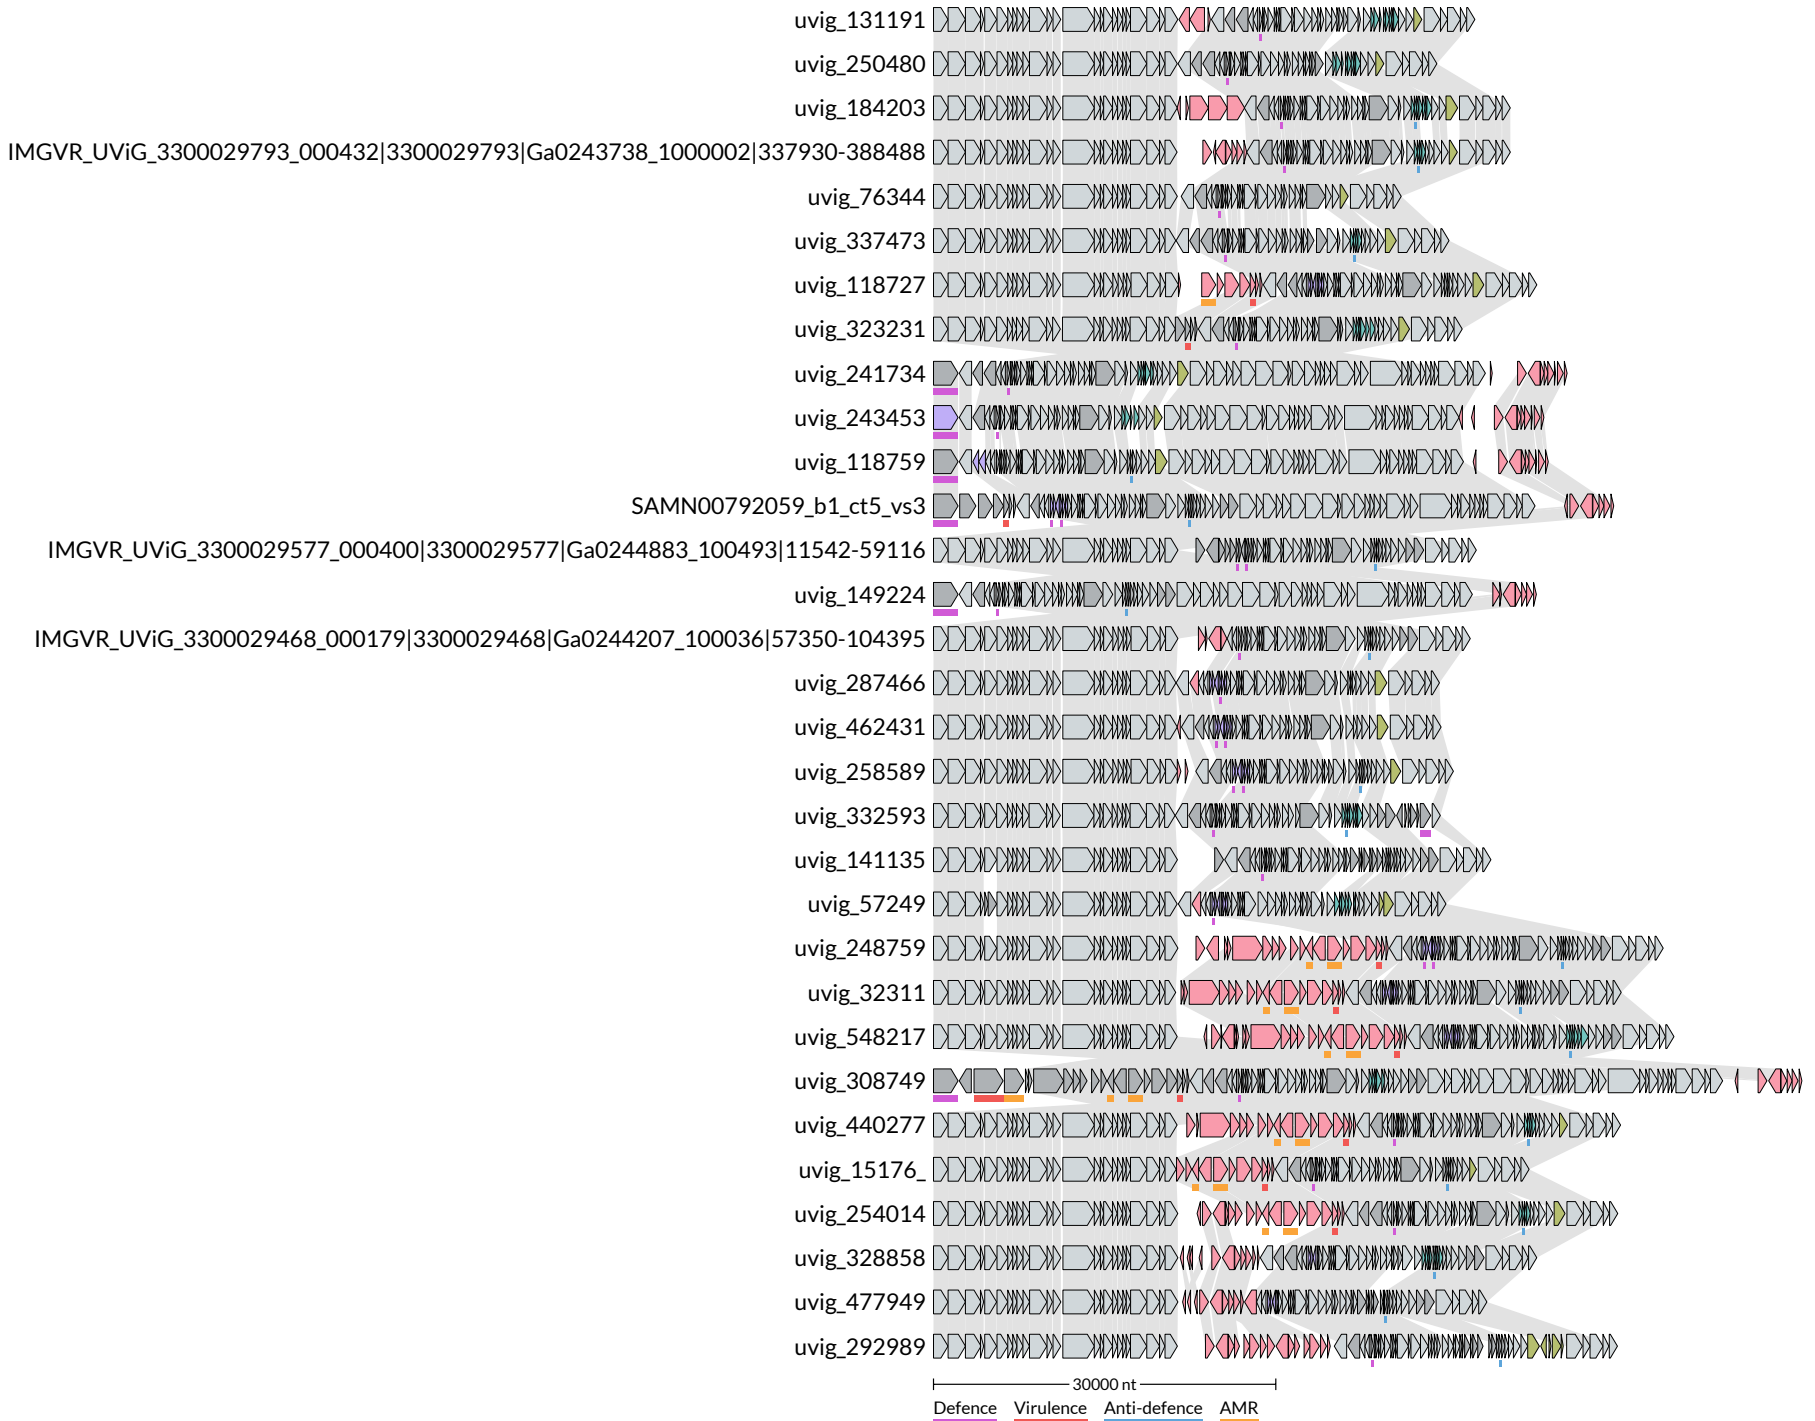 uvig_131191
uvig_250480
uvig_184203
IMGVR_UViG_3300029793_000432|3300029793|Ga0243738_1000002|337930-388488
uvig_76344
uvig_337473
uvig_118727
uvig_323231
uvig_241734
uvig_243453
uvig_118759
SAMN00792059_b1_ct5_vs3
IMGVR_UViG_3300029577_000400|3300029577|Ga0244883_100493|11542-59116
uvig_149224
IMGVR_UViG_3300029468_000179|3300029468|Ga0244207_100036|57350-104395
uvig_287466
uvig_462431
uvig_258589
uvig_332593
uvig_141135
uvig_57249
uvig_248759
uvig_32311
uvig_548217
uvig_308749
uvig_440277
uvig_15176_
uvig_254014
uvig_328858
uvig_477949
uvig_292989
30000 nt
Defence Virulence Anti-defence AMR